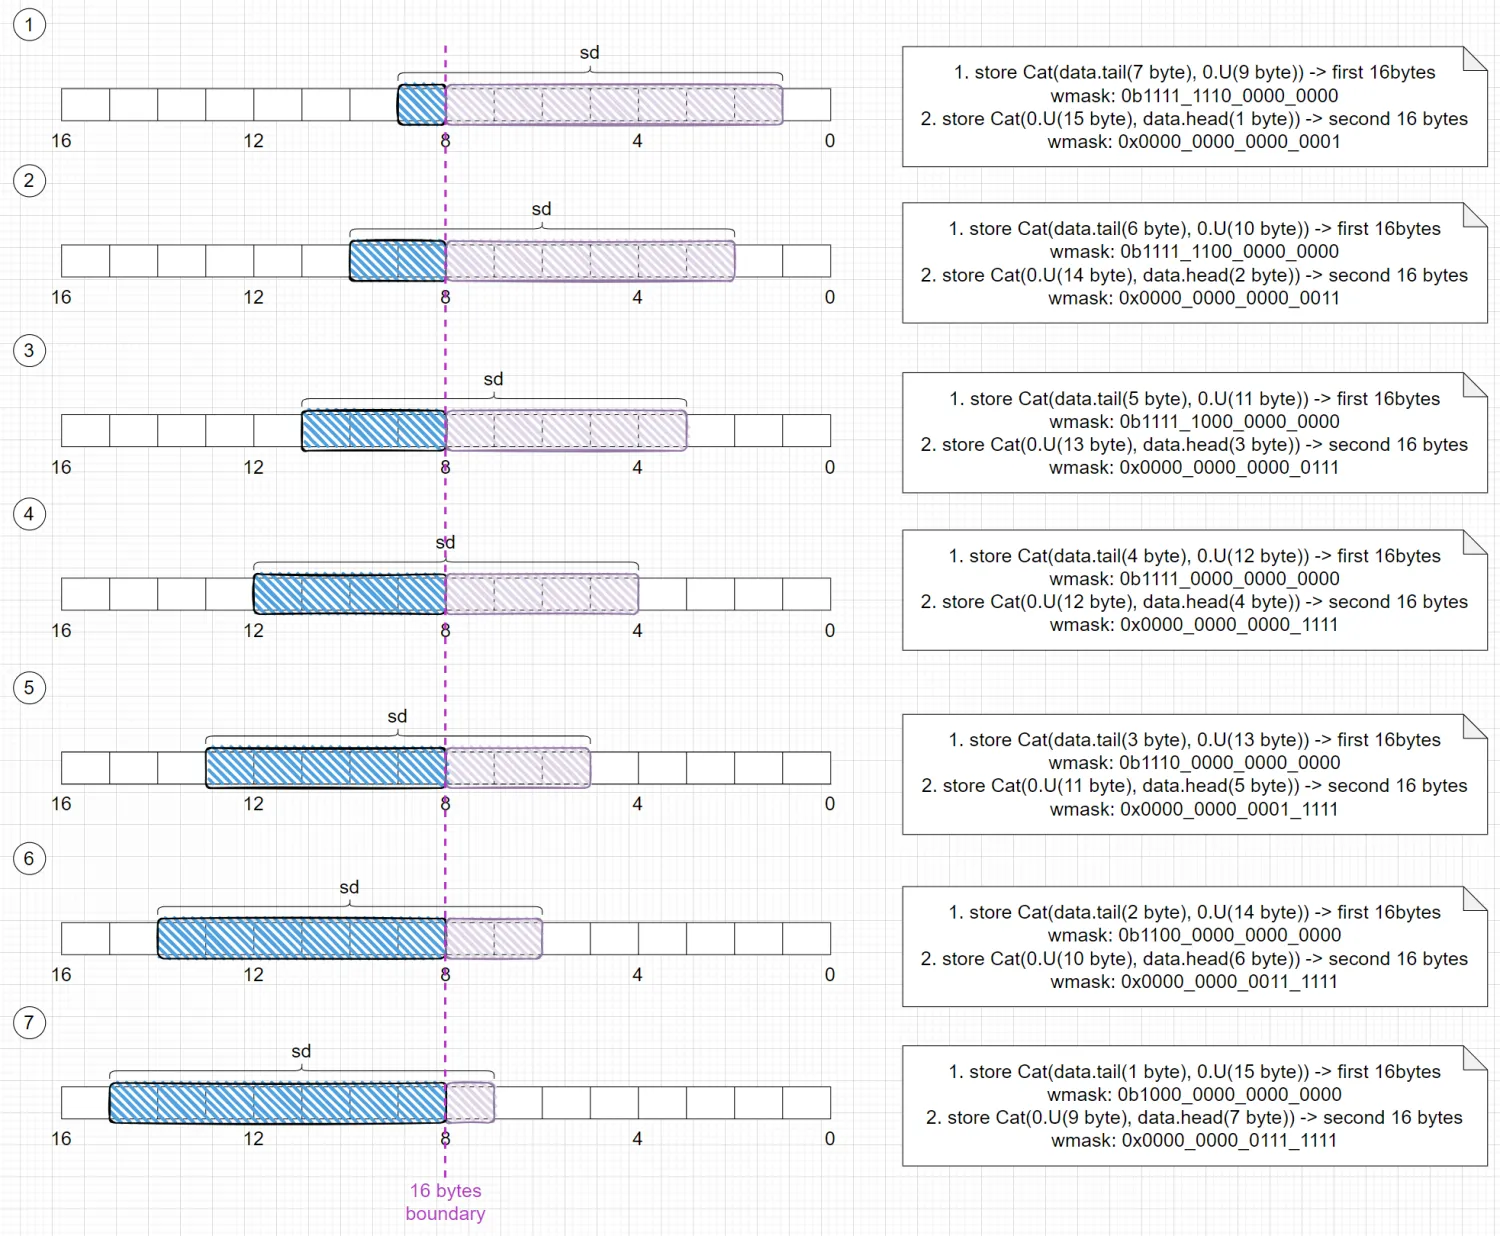 1
sd
16
12
8
4
0
1. store Cat(data.tail(7 byte), 0.U(9 byte)) -> first 16bytes
wmask: 0b1111_1110_0000_0000
2. store Cat(0.U(15 byte), data.head(1 byte)) -> second 16 bytes
wmask: 0x0000_0000_0000_0001
2
sd
16
12
8
4
0
1. store Cat(data.tail(6 byte), 0.U(10 byte)) -> first 16bytes
wmask: 0b1111_1100_0000_0000
2. store Cat(0.U(14 byte), data.head(2 byte)) -> second 16 bytes
wmask: 0x0000_0000_0000_0011
3
sd
16
12
8
4
0
1. store Cat(data.tail(5 byte), 0.U(11 byte)) -> first 16bytes
wmask: 0b1111_1000_0000_0000
2. store Cat(0.U(13 byte), data.head(3 byte)) -> second 16 bytes
wmask: 0x0000_0000_0000_0111
4
sd
16
12
8
4
0
1. store Cat(data.tail(4 byte), 0.U(12 byte)) -> first 16bytes
wmask: 0b1111_0000_0000_0000
2. store Cat(0.U(12 byte), data.head(4 byte)) -> second 16 bytes
wmask: 0x0000_0000_0000_1111
5
sd
16
12
8
4
0
1. store Cat(data.tail(3 byte), 0.U(13 byte)) -> first 16bytes
wmask: 0b1110_0000_0000_0000
2. store Cat(0.U(11 byte), data.head(5 byte)) -> second 16 bytes
wmask: 0x0000_0000_0001_1111
6
sd
16
12
8
4
0
1. store Cat(data.tail(2 byte), 0.U(14 byte)) -> first 16bytes
wmask: 0b1100_0000_0000_0000
2. store Cat(0.U(10 byte), data.head(6 byte)) -> second 16 bytes
wmask: 0x0000_0000_0011_1111
7
sd
16
12
8
4
0
1. store Cat(data.tail(1 byte), 0.U(15 byte)) -> first 16bytes
wmask: 0b1000_0000_0000_0000
2. store Cat(0.U(9 byte), data.head(7 byte)) -> second 16 bytes
wmask: 0x0000_0000_0111_1111
16 bytes
boundary